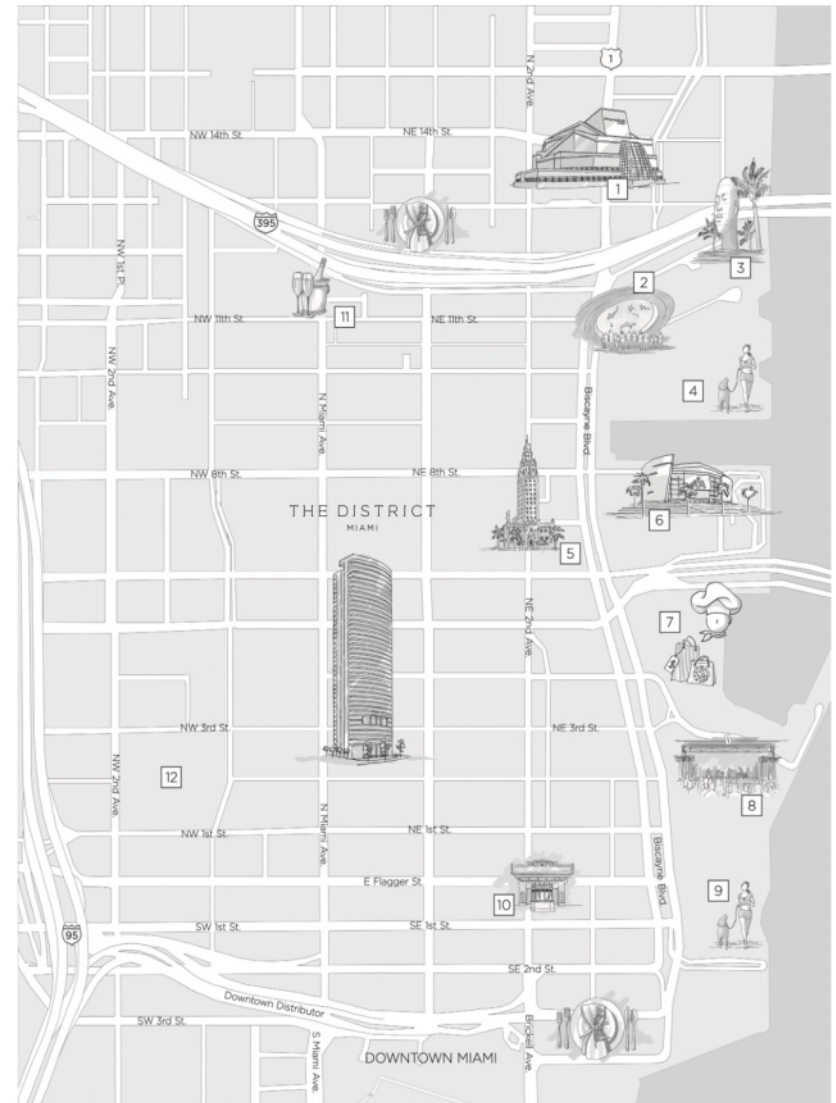 1
N 2nd Ave.
NW 14th St.
NE 14th St.
1
395
3
2
NW 1st Pl.
11
NW 11th St.
NE 11th St.
NW 2nd Ave.
4
N Miami Ave.
Biscayne Blvd.
NW 8th St.
NE 8th St.
THE DISTRICT
MIAMI
6
5
NE 2nd Ave.
7
NW 3rd St.
NE 3rd St.
NW 2nd Ave.
12
8
N Miami Ave.
NW 1st St.
NE 1st St.
Biscayne Blvd.
E Flagger St.
9
10
95
SW 1st St.
SE 1st St.
SE 2nd St.
Downtown Distributor
SW 3rd St.
Brickell Ave.
S Miami Ave.
DOWNTOWN MIAMI